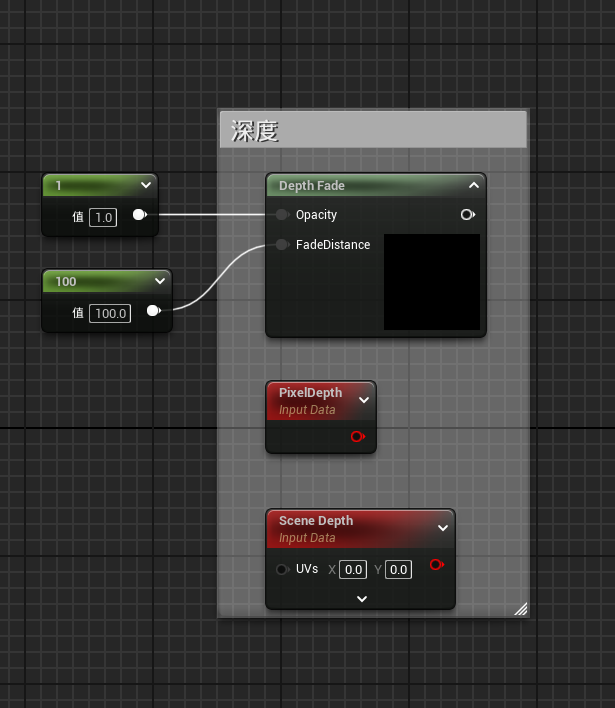 深度
1
值 1.0
100
值 100.0
Depth Fade
Opacity
FadeDistance
PixelDepth
Input Data
Scene Depth
Input Data
UVs X 0.0 Y 0.0